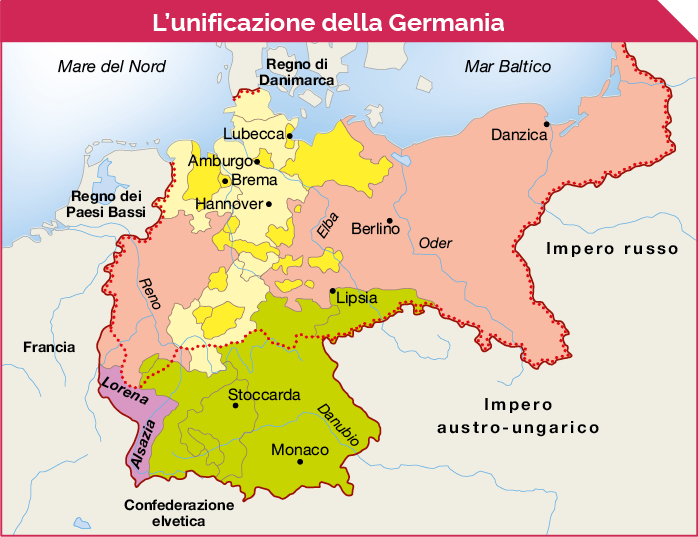 L'unificazione della Germania
Mare del Nord
Regno di
Danimarca
Mar Baltico
Lubecca
Danzica
Amburgo
Brema
Regno dei
Paesi Bassi
Hannover
Elba
Berlino
Oder
Impero russo
Reno
Lipsia
Francia
Lorena
Stoccarda
Impero
austro-ungarico
Danubio
Alsazia
Monaco
Confederazione
elvetica